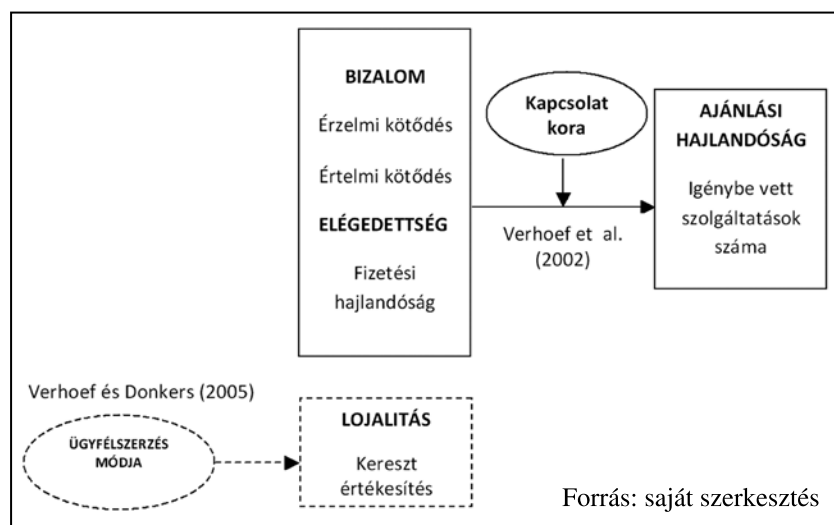 BIZALOM
Érzelmi kötődés
Értelmi kötődés
ELÉGEDETTSÉG
Fizetési
hajlandóság
Kapcsolat
kora
Verhoef et al.
(2002)
AJÁNLÁSI
HAJLANDÓSÁG
Igénybe vett
szolgáltatások
száma
Verhoef és Donkers (2005)
ÜGYFÉLSZERZÉS
MÓDJA
LOJALITÁS
Kereszt
értékesítés
Forrás: saját szerkesztés